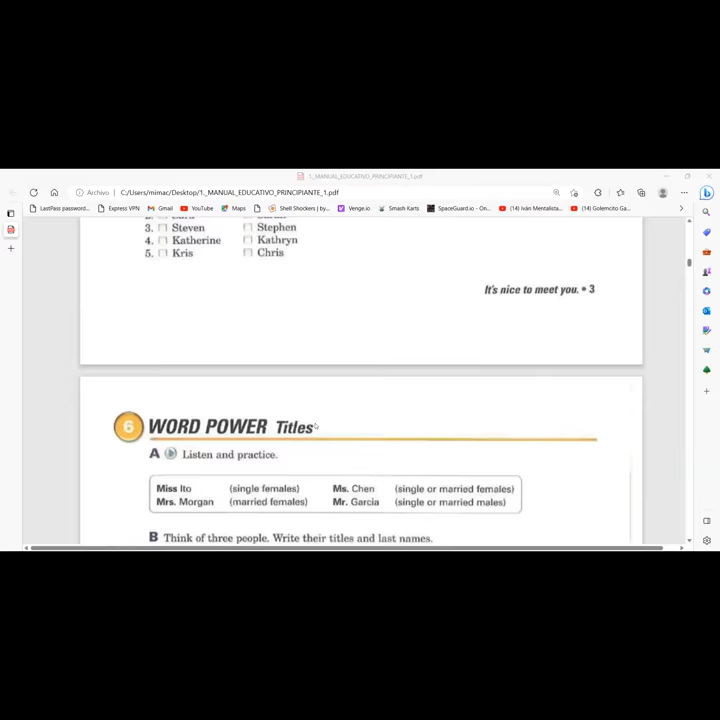 1._MANUAL_EDUCATIVO_PRINCIPIANTE_1.pdf
Archivo | C:/Users/mimac/Desktop/1._MANUAL_EDUCATIVO_PRINCIPIANTE_1.pdf
LastPass password... Express VPN Gmail YouTube Maps Shell Shockers | by... Venge.io Smash Karts SpaceGuard.io - On... (14) Iván Mentalista... (14) Golemcito Ga...
3. Steven Stephen
4. Katherine Kathryn
5. Kris Chris
It's nice to meet you. • 3
6 WORD POWER Titles
A Listen and practice.
Miss Ito (single females) Ms. Chen (single or married females)
Mrs. Morgan (married females) Mr. Garcia (single or married males)
B Think of three people. Write their titles and last names.